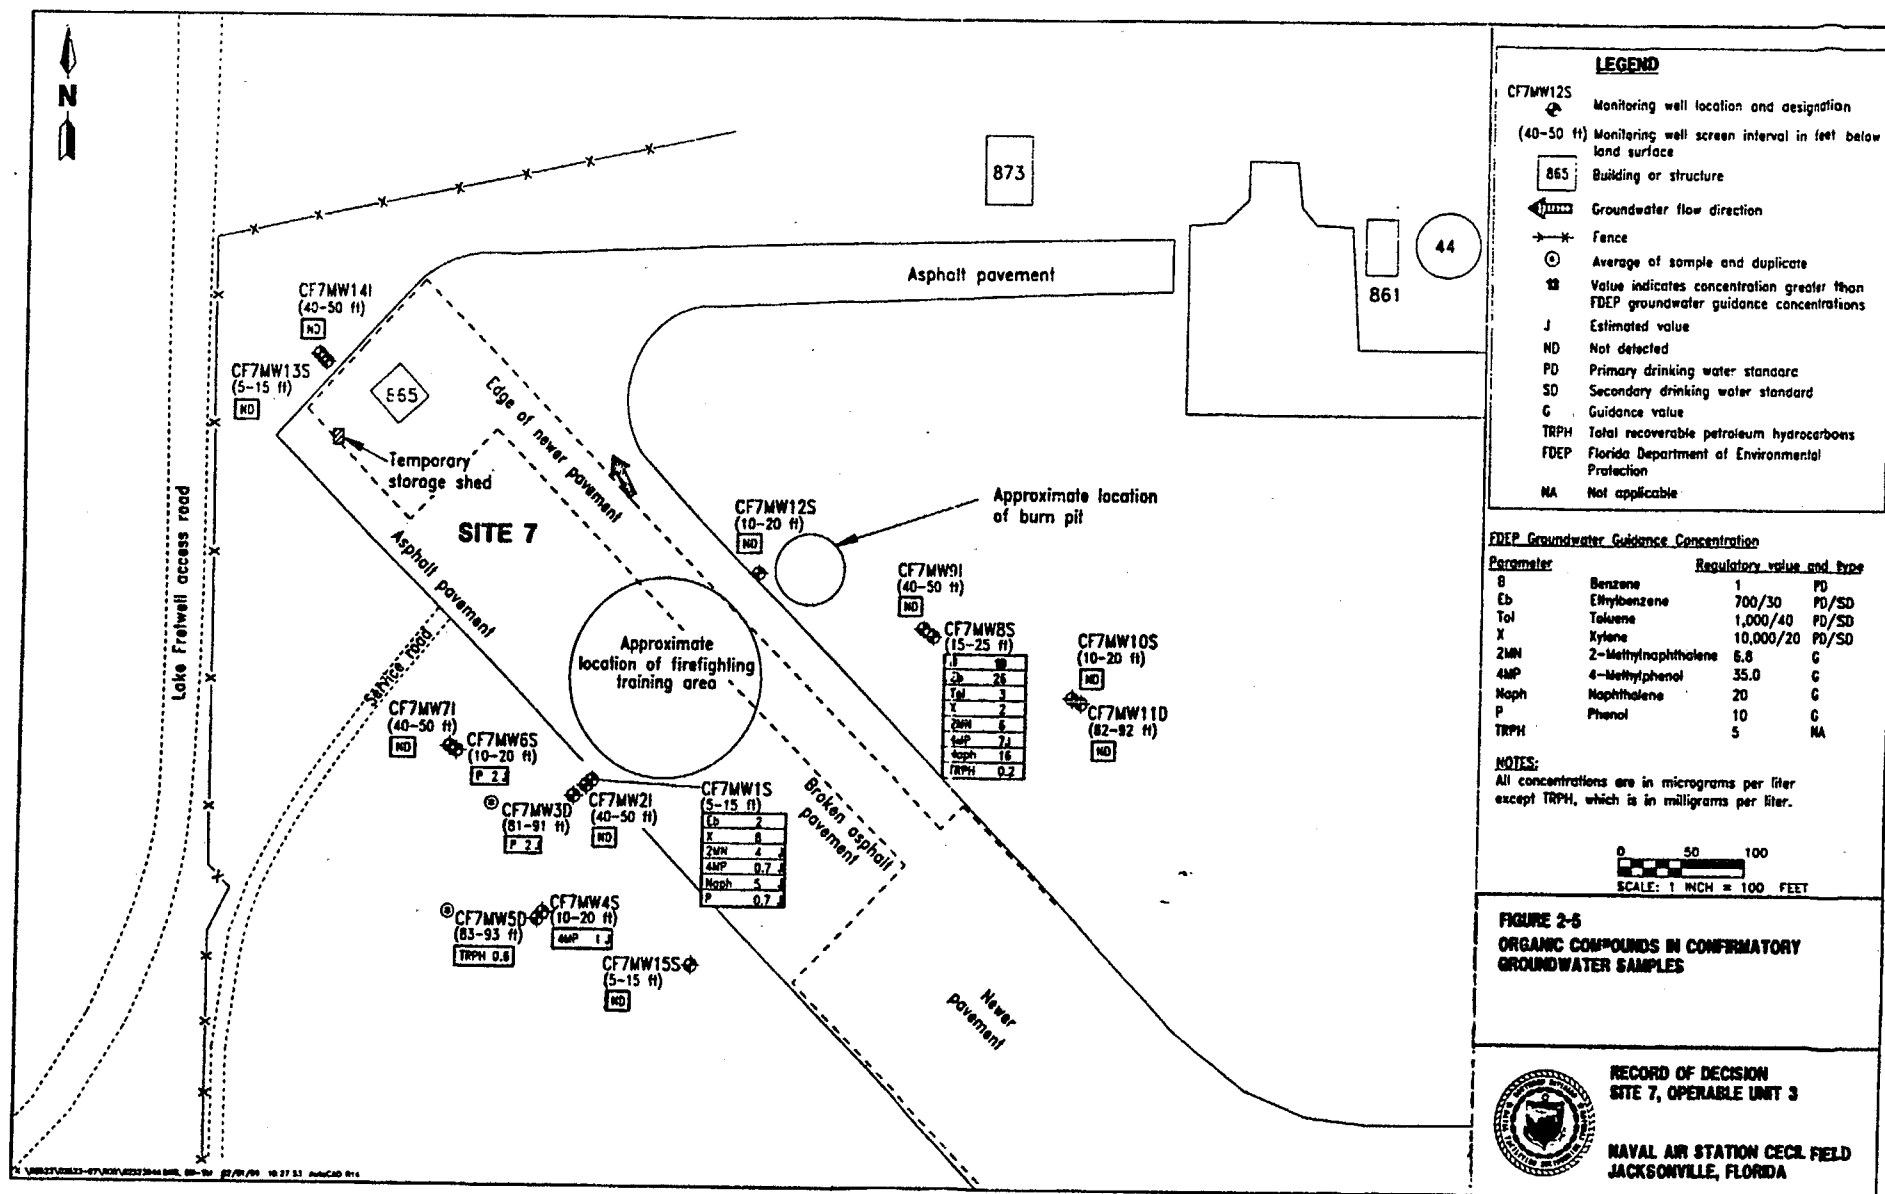 N
873
44
861
Asphalt pavement
CF7MW14I
(40-50 ft)
ND
CF7MW13S
(5-15 ft)
ND
865
Edge of newer pavement
Temporary
storage shed
SITE 7
Asphalt pavement
Lake Fretwell access road
Service road
CF7MW12S
(10-20 ft)
ND
Approximate location
of burn pit
CF7MW9I
(40-50 ft)
ND
CF7MW8S
(15-25 ft)
Eb 26
Tol 3
X 2
2MN 6
4MP 7J
Naph 16
TRPH 0.2
CF7MW10S
(10-20 ft)
ND
CF7MW11D
(82-92 ft)
ND
Approximate
location of firefighting
training area
CF7MW7I
(40-50 ft)
ND
CF7MW6S
(10-20 ft)
P 2J
CF7MW3D
(81-91 ft)
P 2J
CF7MW2I
(40-50 ft)
ND
CF7MW1S
(5-15 ft)
Eb 2
X 8
2MN 4 J
4MP 0.7 J
Naph 5 J
P 0.7 J
Broken asphalt
pavement
CF7MW5D
(83-93 ft)
TRPH 0.6
CF7MW4S
(10-20 ft)
4MP 1 J
CF7MW15S
(5-15 ft)
ND
Newer
pavement
LEGEND
CF7MW12S
Monitoring well location and designation
(40-50 ft) Monitoring well screen interval in feet below
land surface
865 Building or structure
Groundwater flow direction
Fence
Average of sample and duplicate
Value indicates concentration greater than
FDEP groundwater guidance concentrations
J Estimated value
ND Not detected
PD Primary drinking water standard
SD Secondary drinking water standard
G Guidance value
TRPH Total recoverable petroleum hydrocarbons
FDEP Florida Department of Environmental
Protection
NA Not applicable
FDEP Groundwater Guidance Concentration
Parameter Regulatory value and type
B Benzene 1 PD
Eb Ethylbenzene 700/30 PD/SD
Tol Toluene 1,000/40 PD/SD
X Xylene 10,000/20 PD/SD
2MN 2-Methylnaphthalene 6.8 G
4MP 4-Methylphenol 35.0 G
Naph Naphthalene 20 G
P Phenol 10 G
TRPH 5 NA
NOTES:
All concentrations are in micrograms per liter
except TRPH, which is in milligrams per liter.
0 50 100
SCALE: 1 INCH = 100 FEET
FIGURE 2-5
ORGANIC COMPOUNDS IN CONFIRMATORY
GROUNDWATER SAMPLES
RECORD OF DECISION
SITE 7, OPERABLE UNIT 3
NAVAL AIR STATION CECIL FIELD
JACKSONVILLE, FLORIDA